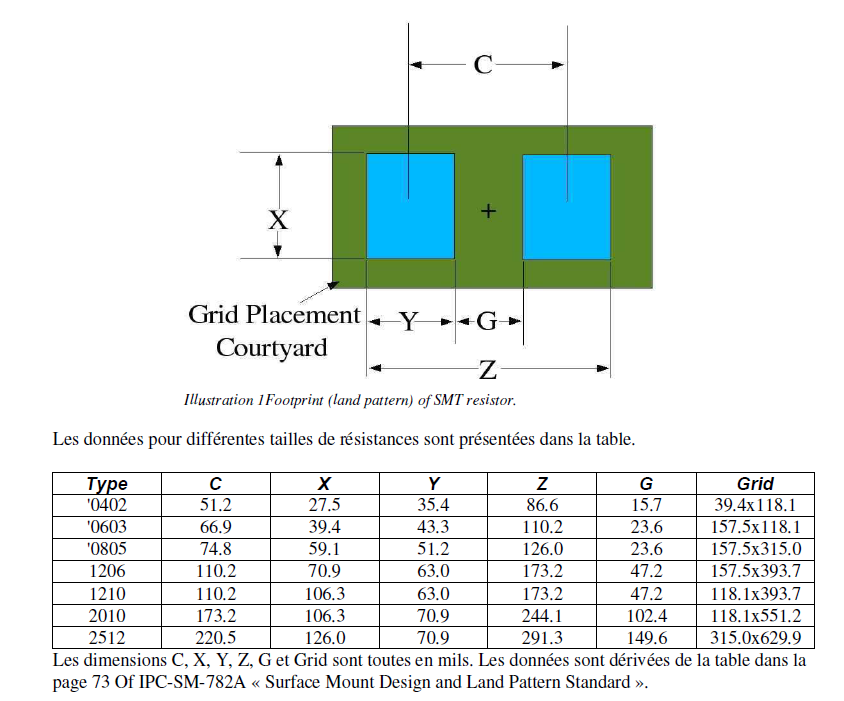 C
+
X
Grid Placement
Courtyard
Y
G
Z
Illustration 1Footprint (land pattern) of SMT resistor.
Les données pour différentes tailles de résistances sont présentées dans la table.
Type C X Y Z G Grid
'0402 51.2 27.5 35.4 86.6 15.7 39.4x118.1
'0603 66.9 39.4 43.3 110.2 23.6 157.5x118.1
'0805 74.8 59.1 51.2 126.0 23.6 157.5x315.0
1206 110.2 70.9 63.0 173.2 47.2 157.5x393.7
1210 110.2 106.3 63.0 173.2 47.2 118.1x393.7
2010 173.2 106.3 70.9 244.1 102.4 118.1x551.2
2512 220.5 126.0 70.9 291.3 149.6 315.0x629.9
Les dimensions C, X, Y, Z, G et Grid sont toutes en mils. Les données sont dérivées de la table dans la
page 73 Of IPC-SM-782A « Surface Mount Design and Land Pattern Standard ».